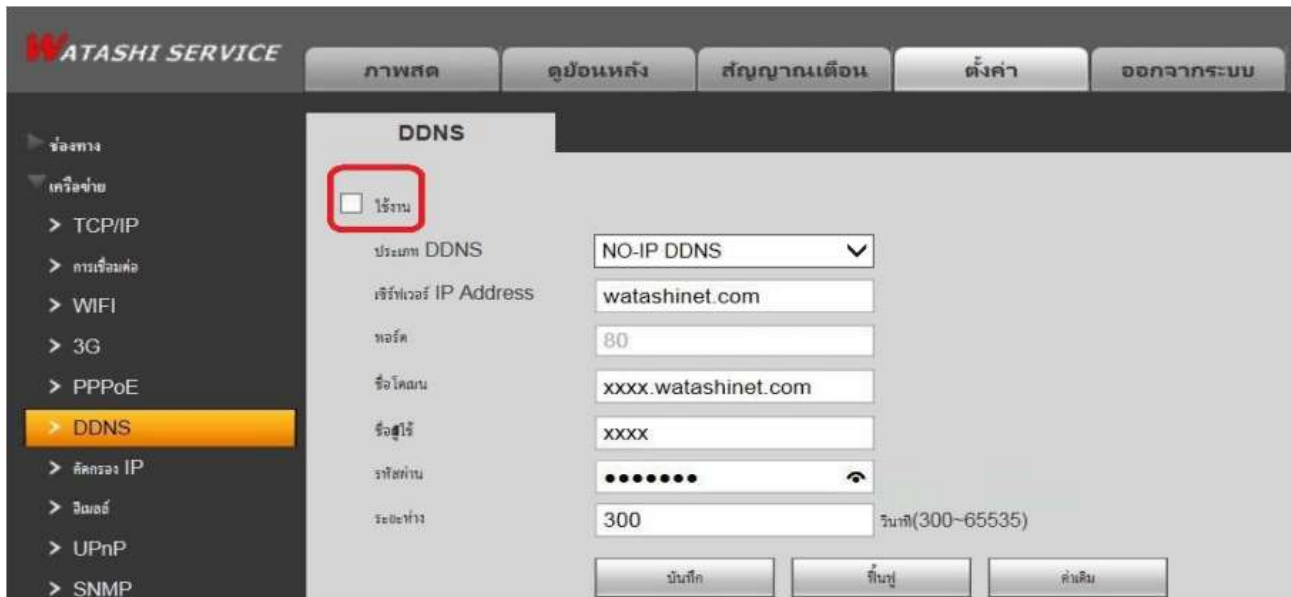 WATASHI SERVICE
ภาพสด
ดูย้อนหลัง
สัญญาณเตือน
ตั้งค่า
ออกจากระบบ
ช่องทาง
เครือข่าย
> TCP/IP
> การเชื่อมต่อ
> WIFI
> 3G
> PPPoE
> DDNS
> คัดกรอง IP
> อีเมลล์
> UPnP
> SNMP
DDNS
ใช้งาน
ประเภท DDNS
NO-IP DDNS
เซิร์ฟเวอร์ IP Address
watashinet.com
พอร์ต
80
ชื่อโดเมน
xxxx.watashinet.com
ชื่อผู้ใช้
xxxx
รหัสผ่าน
●●●●●●●
ระยะห่าง
300
วินาที(300~65535)
บันทึก
ฟื้นฟู
ค่าเดิม